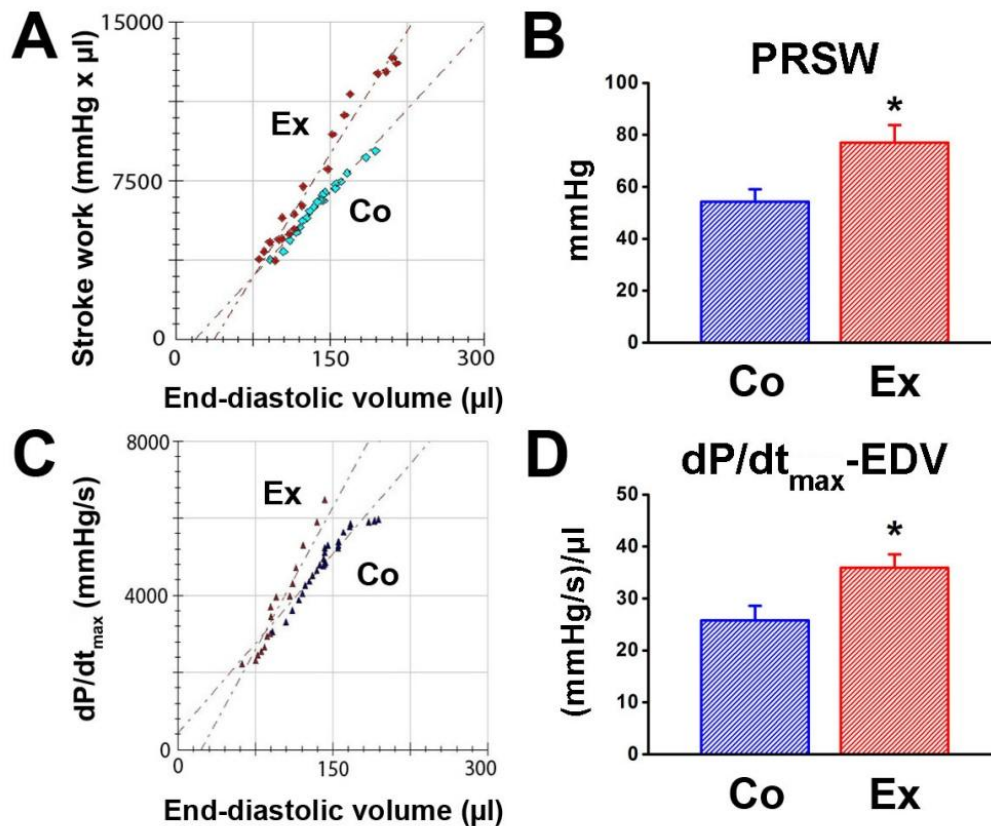 A
Stroke work (mmHg x µl)
15000
7500
0
Ex
Co
0
150
300
End-diastolic volume (µl)
B
PRSW
*
mmHg
100
80
60
40
20
0
Co
Ex
C
dP/dtmax (mmHg/s)
8000
4000
0
Ex
Co
0
150
300
End-diastolic volume (µl)
D
dP/dtmax-EDV
*
(mmHg/s)/µl
50
40
30
20
10
0
Co
Ex